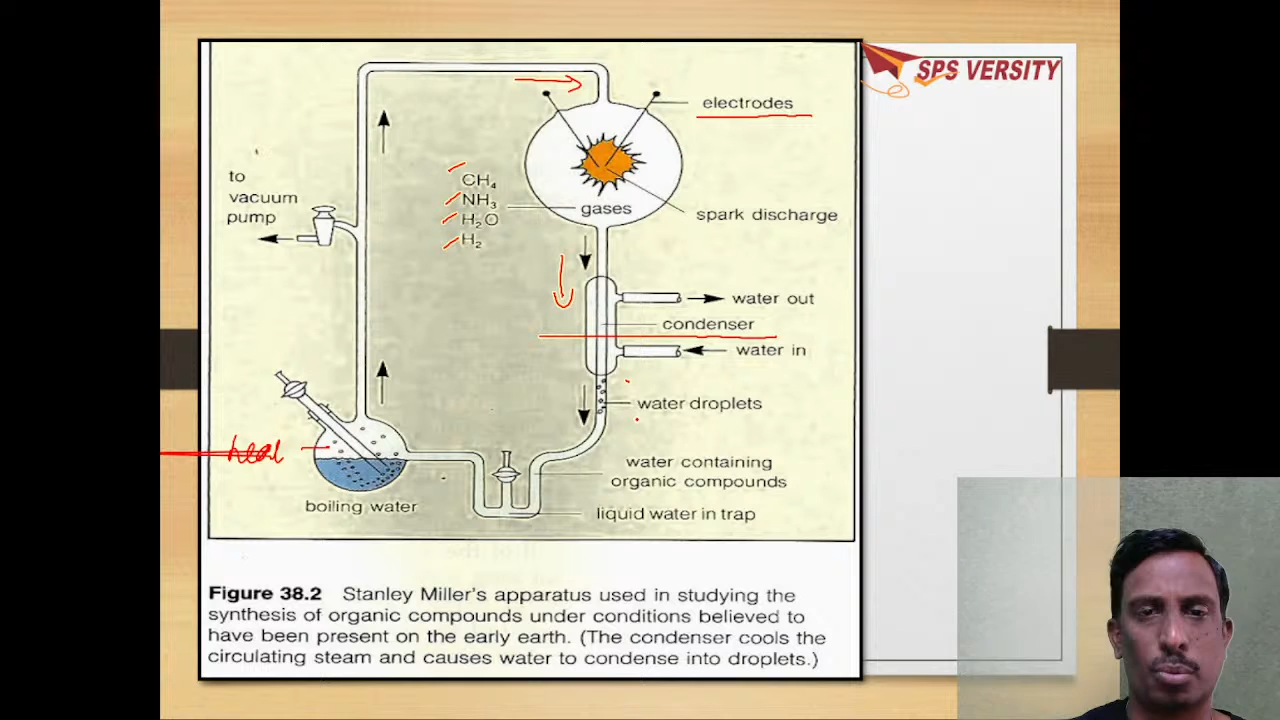 SPS VERSITY
electrodes
to
vacuum
pump
CH₄
NH₃
H₂O
H₂
gases
spark discharge
water out
condenser
water in
water droplets
heat
water containing
organic compounds
boiling water
liquid water in trap
Figure 38.2 Stanley Miller's apparatus used in studying the
synthesis of organic compounds under conditions believed to
have been present on the early earth. (The condenser cools the
circulating steam and causes water to condense into droplets.)